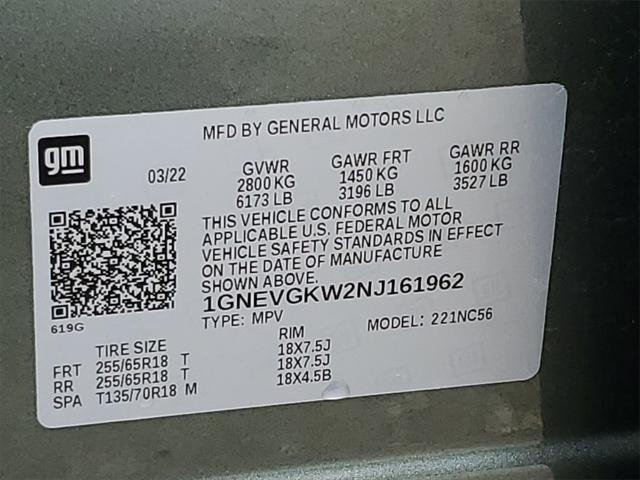 gm
MFD BY GENERAL MOTORS LLC
03/22
GVWR GAWR FRT GAWR RR
2800 KG 1450 KG 1600 KG
6173 LB 3196 LB 3527 LB
THIS VEHICLE CONFORMS TO ALL
APPLICABLE U.S. FEDERAL MOTOR
VEHICLE SAFETY STANDARDS IN EFFECT
ON THE DATE OF MANUFACTURE
SHOWN ABOVE.
1GNEVGKW2NJ161962
619G
TYPE: MPV MODEL: 221NC56
TIRE SIZE RIM
FRT 255/65R18 T 18X7.5J
RR 255/65R18 T 18X7.5J
SPA T135/70R18 M 18X4.5B